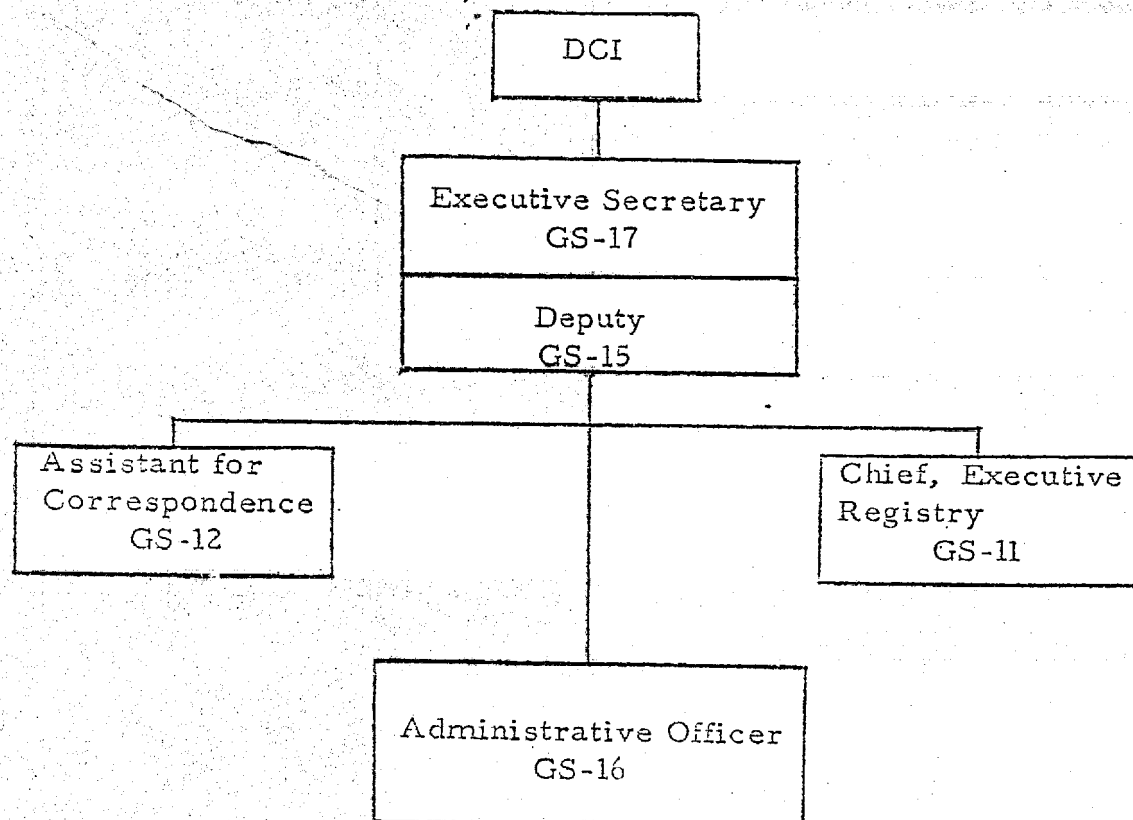 DCI
Executive Secretary
GS-17
Deputy
GS-15
Assistant for
Correspondence
GS-12
Chief, Executive
Registry
GS-11
Administrative Officer
GS-16